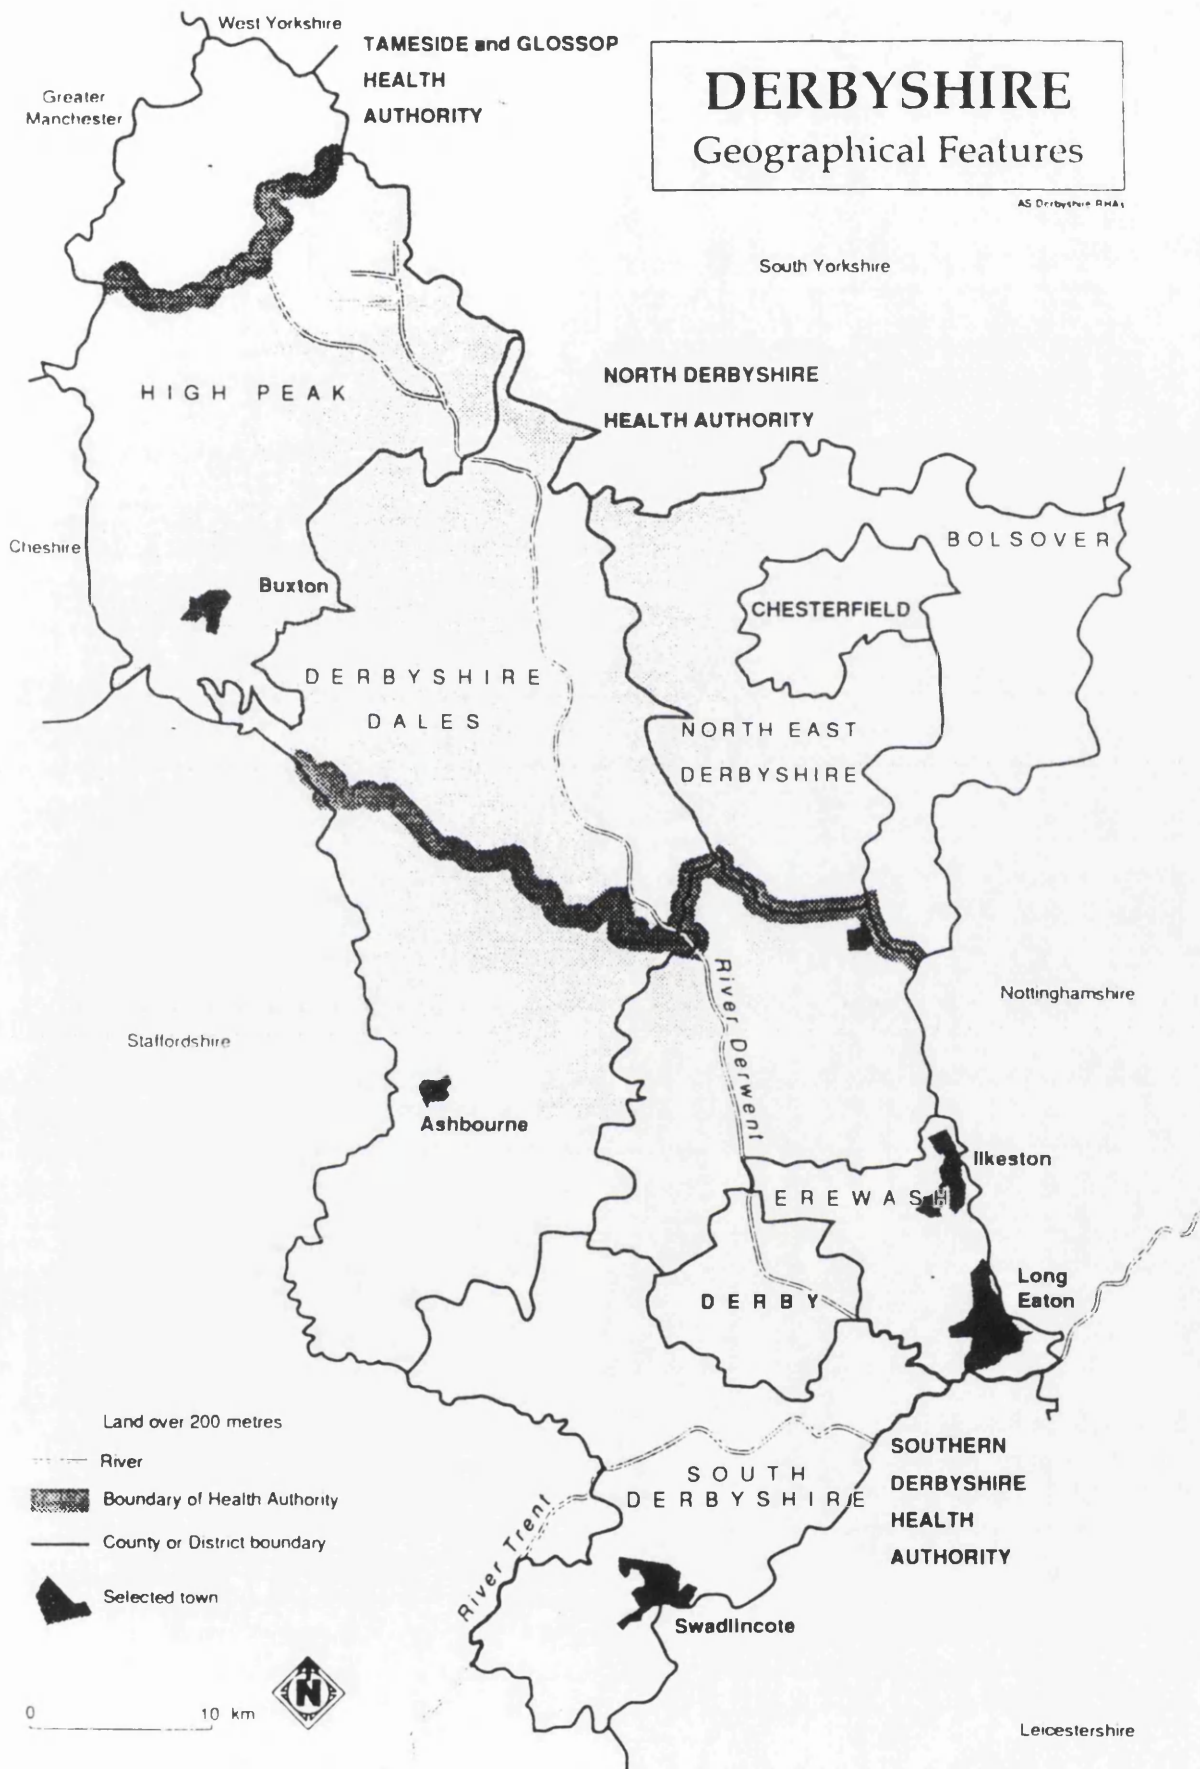 West Yorkshire
TAMESIDE and GLOSSOP
HEALTH
AUTHORITY
Greater
Manchester
DERBYSHIRE
Geographical Features
AS Derbyshire RHAs
South Yorkshire
HIGH PEAK
NORTH DERBYSHIRE
HEALTH AUTHORITY
Cheshire
BOLSOVER
Buxton
CHESTERFIELD
DERBYSHIRE
DALES
NORTH EAST
DERBYSHIRE
River Derwent
Nottinghamshire
Staffordshire
Ashbourne
Ilkeston
EREWASH
Long
Eaton
DERBY
Land over 200 metres
River
Boundary of Health Authority
County or District boundary
Selected town
SOUTH
DERBYSHIRE
SOUTHERN
DERBYSHIRE
HEALTH
AUTHORITY
River Trent
Swadlincote
N
0 10 km
Leicestershire